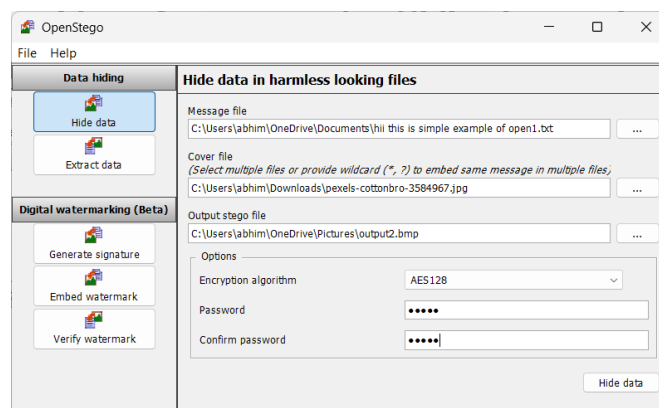 OpenStego
File Help
Data hiding
Hide data
Extract data
Digital watermarking (Beta)
Generate signature
Embed watermark
Verify watermark
Hide data in harmless looking files
Message file
C:\Users\abhim\OneDrive\Documents\hii this is simple example of open1.txt
...
Cover file
(Select multiple files or provide wildcard (*, ?) to embed same message in multiple files)
C:\Users\abhim\Downloads\pexels-cottonbro-3584967.jpg
...
Output stego file
C:\Users\abhim\OneDrive\Pictures\output2.bmp
...
Options
Encryption algorithm AES128
Password •••••
Confirm password •••••
Hide data